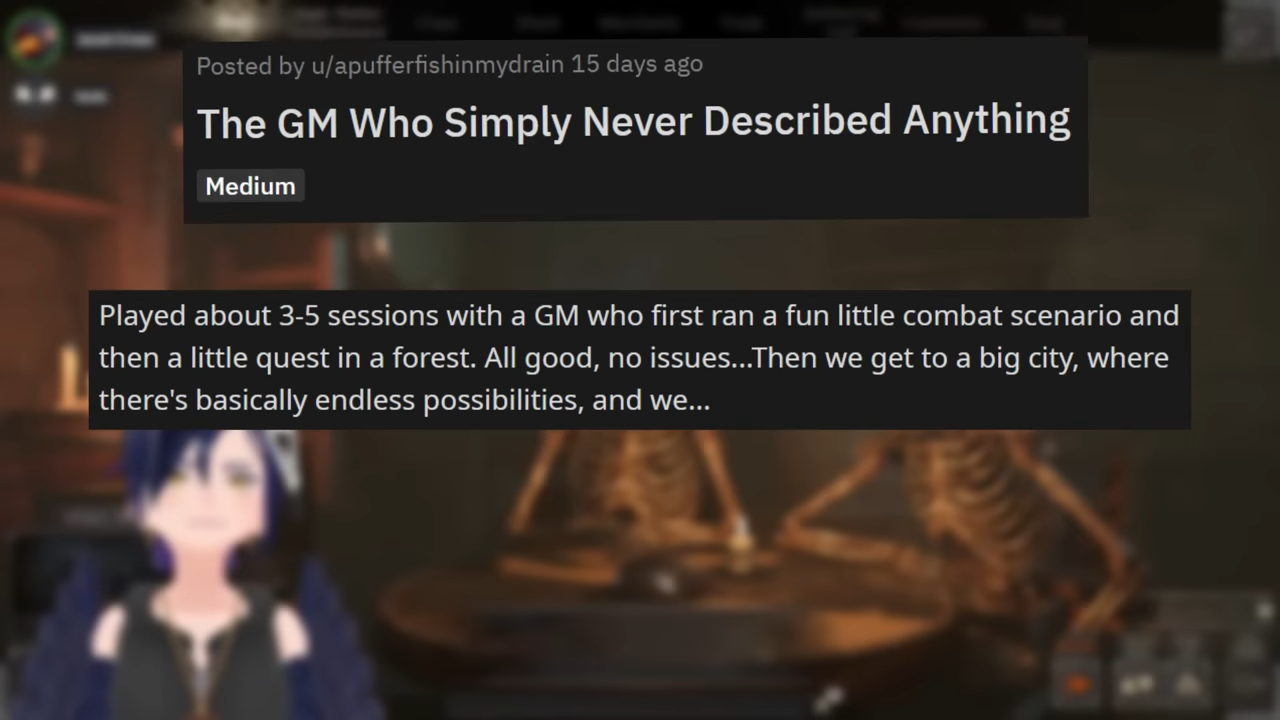 Posted by u/apufferfishinmydrain 15 days ago
The GM Who Simply Never Described Anything
Medium
Played about 3-5 sessions with a GM who first ran a fun little combat scenario and
then a little quest in a forest. All good, no issues...Then we get to a big city, where
there's basically endless possibilities, and we...